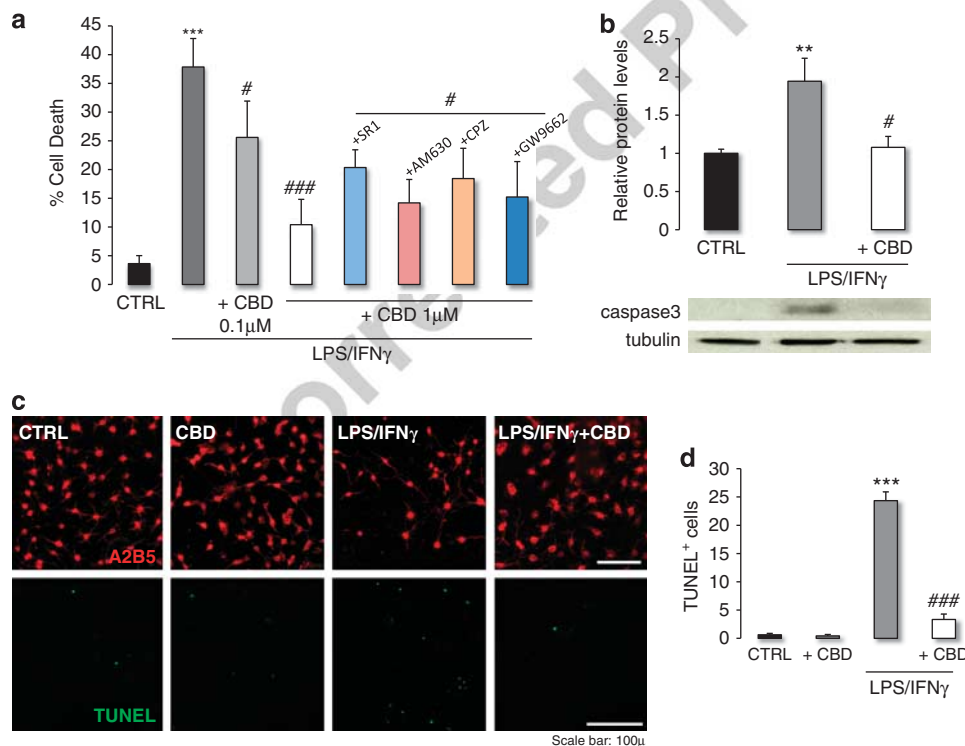 a
45
40
35
30
25
20
15
10
5
0
% Cell Death
***
#
###
#
+SR1
+AM630
+CPZ
+GW9662
CTRL
+ CBD
0.1μM
+ CBD 1μM
LPS/IFNγ
b
2.5
2
1.5
1
0.5
0
Relative protein levels
**
#
CTRL
+ CBD
LPS/IFNγ
caspase3
tubulin
c
CTRL
CBD
LPS/IFNγ
LPS/IFNγ+CBD
A2B5
TUNEL
Scale bar: 100μ
d
30
25
20
15
10
5
0
TUNEL+ cells
***
###
CTRL
+ CBD
+ CBD
LPS/IFNγ